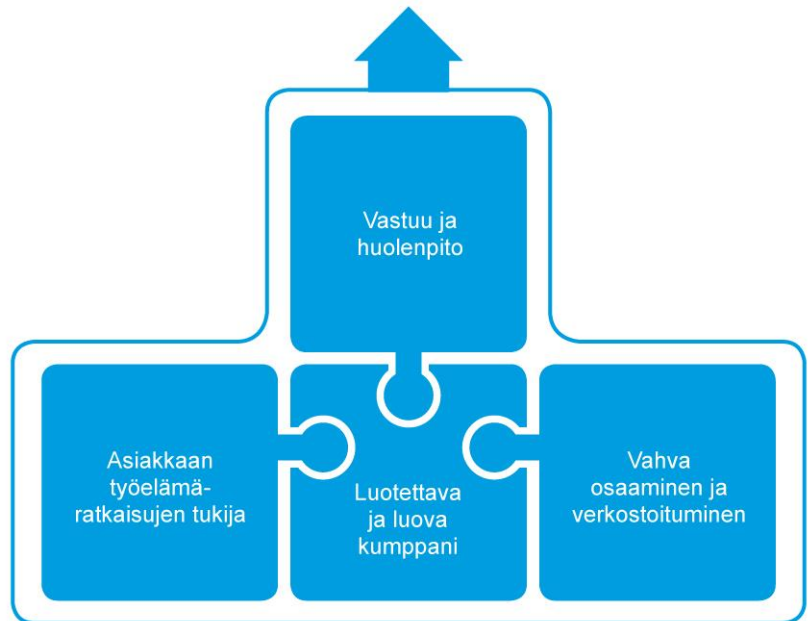 Vastuu ja
huolenpito
Asiakkaan
työelämä-
ratkaisujen tukija
Luotettava
ja luova
kumppani
Vahva
osaaminen ja
verkostoituminen